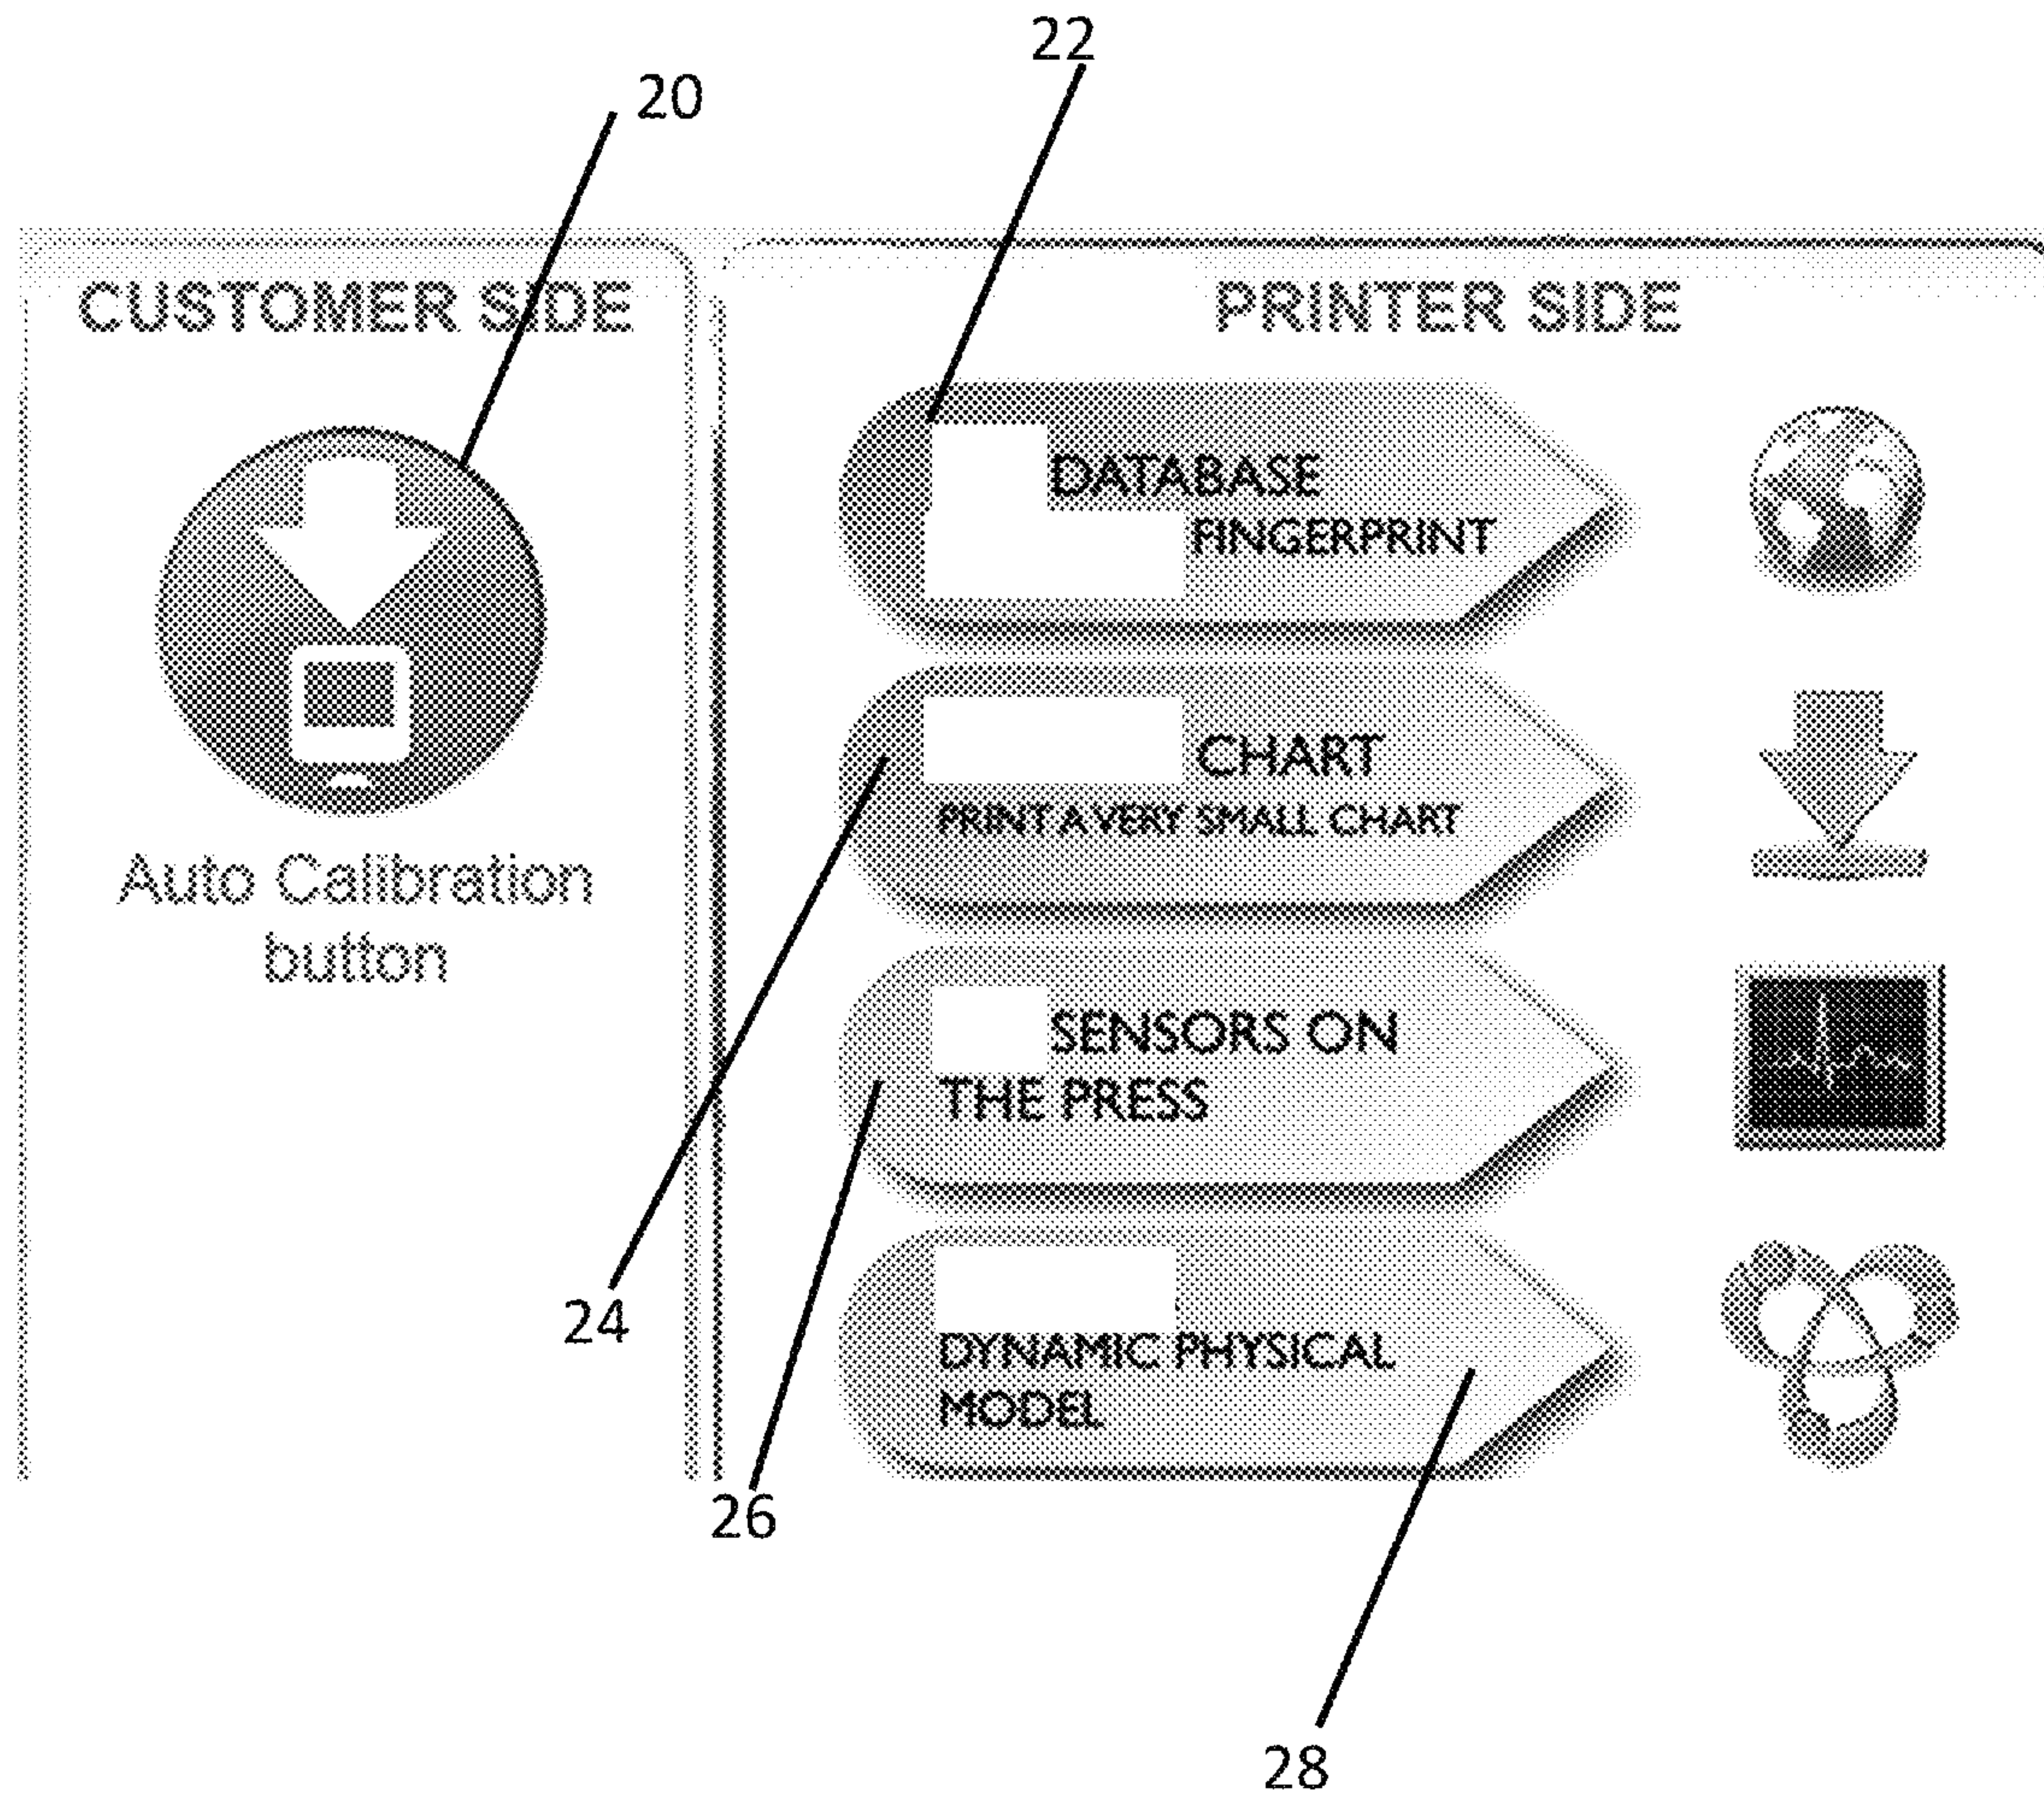 22
20
CUSTOMER SIDE
PRINTER SIDE
DATABASE
FINGERPRINT
CHART
PRINT A VERY SMALL CHART
Auto Calibration
button
SENSORS ON
THE PRESS
24
DYNAMIC PHYSICAL
MODEL
26
28